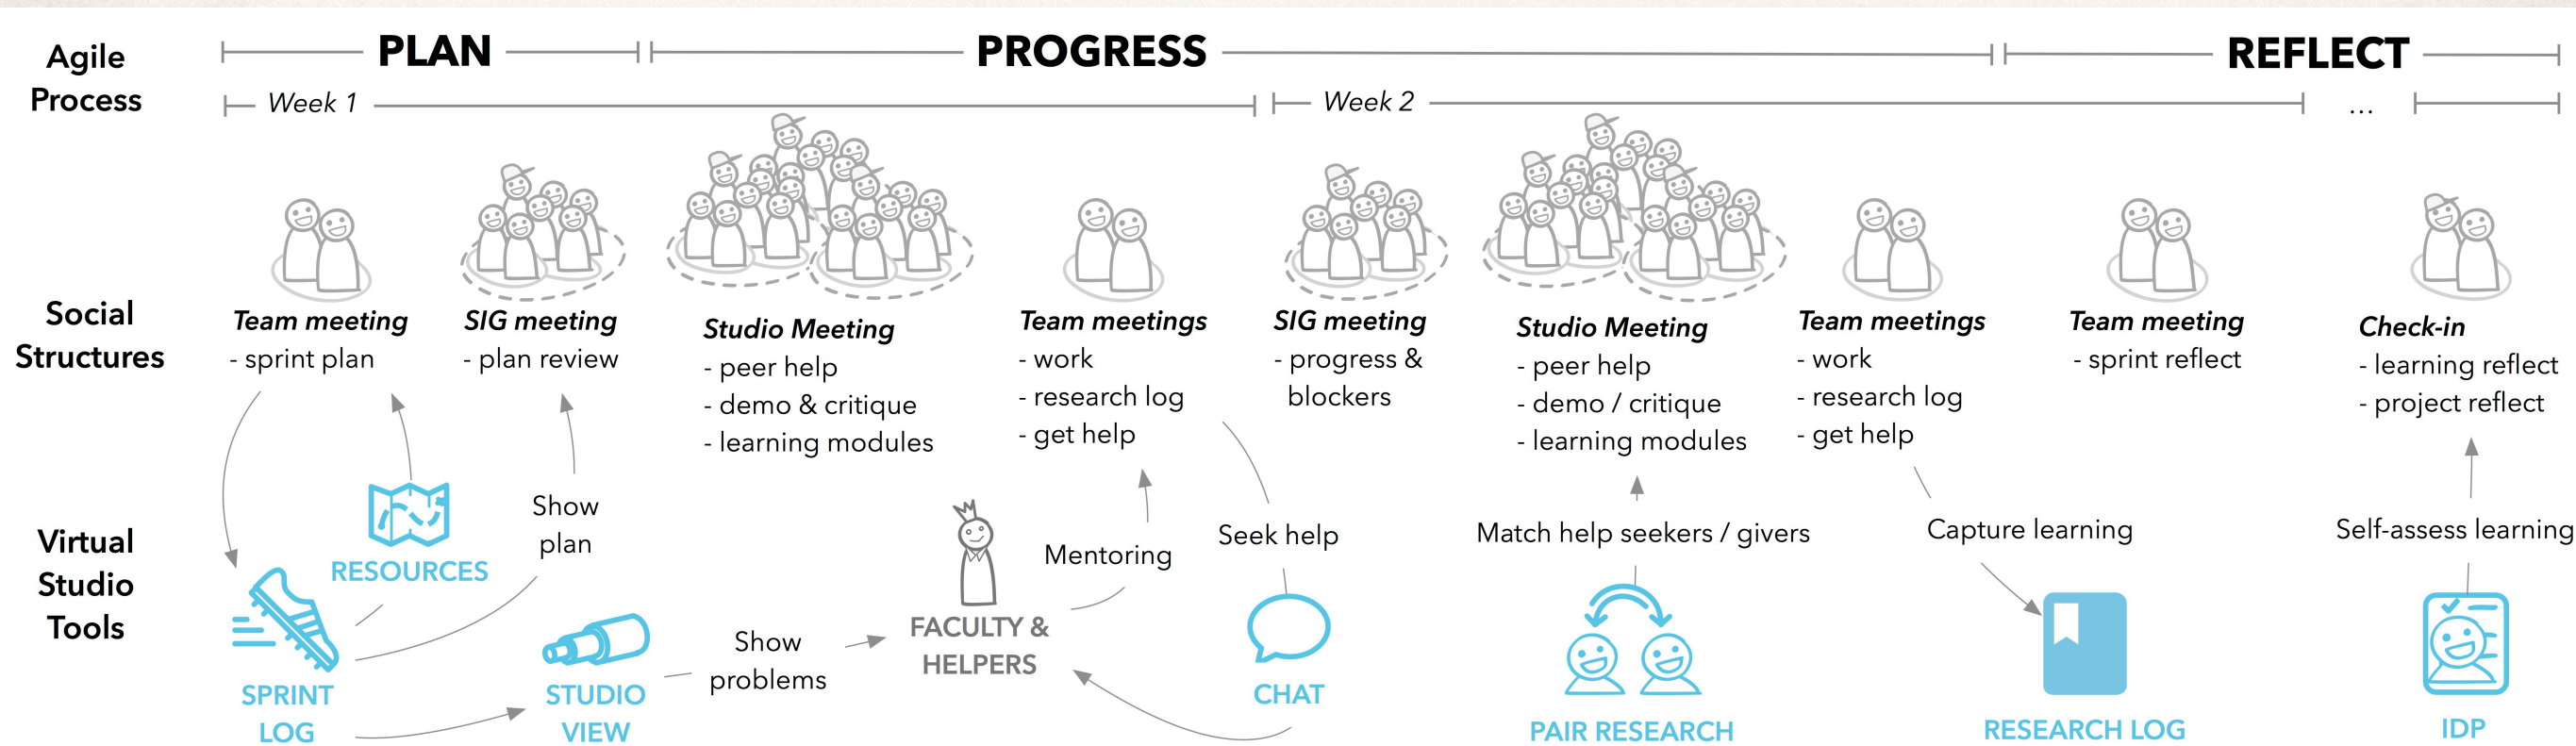 Agile
Process
PLAN
PROGRESS
REFLECT
Week 1
Week 2
...
Social
Structures
Team meeting
- sprint plan
SIG meeting
- plan review
Studio Meeting
- peer help
- demo & critique
- learning modules
Team meetings
- work
- research log
- get help
SIG meeting
- progress &
blockers
Studio Meeting
- peer help
- demo / critique
- learning modules
Team meetings
- work
- research log
- get help
Team meeting
- sprint reflect
Check-in
- learning reflect
- project reflect
Virtual
Studio
Tools
SPRINT
LOG
RESOURCES
Show
plan
STUDIO
VIEW
Show
problems
FACULTY &
HELPERS
Mentoring
Seek help
CHAT
Match help seekers / givers
PAIR RESEARCH
Capture learning
RESEARCH LOG
Self-assess learning
IDP